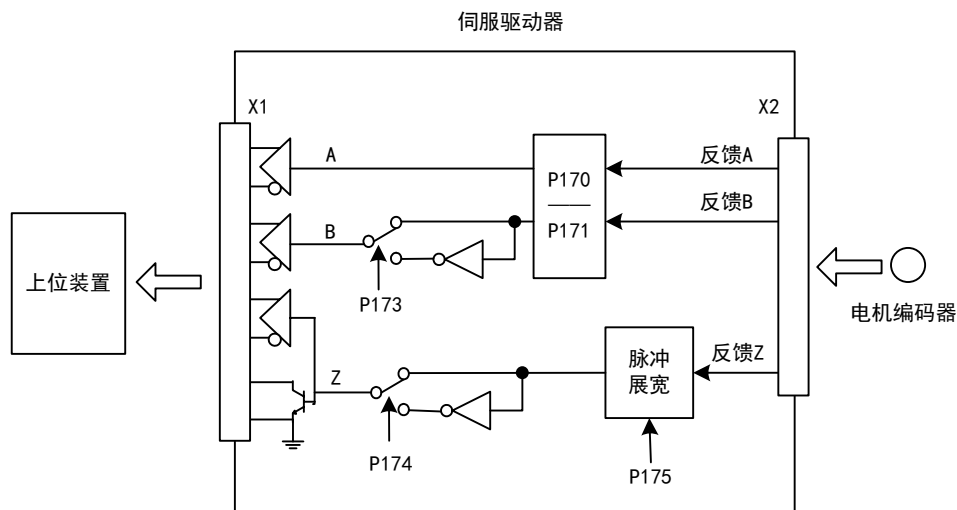 伺服驱动器
X1
X2
A
反馈A
P170
P171
反馈B
B
P173
上位装置
电机编码器
Z
脉冲
展宽
反馈Z
P174
P175